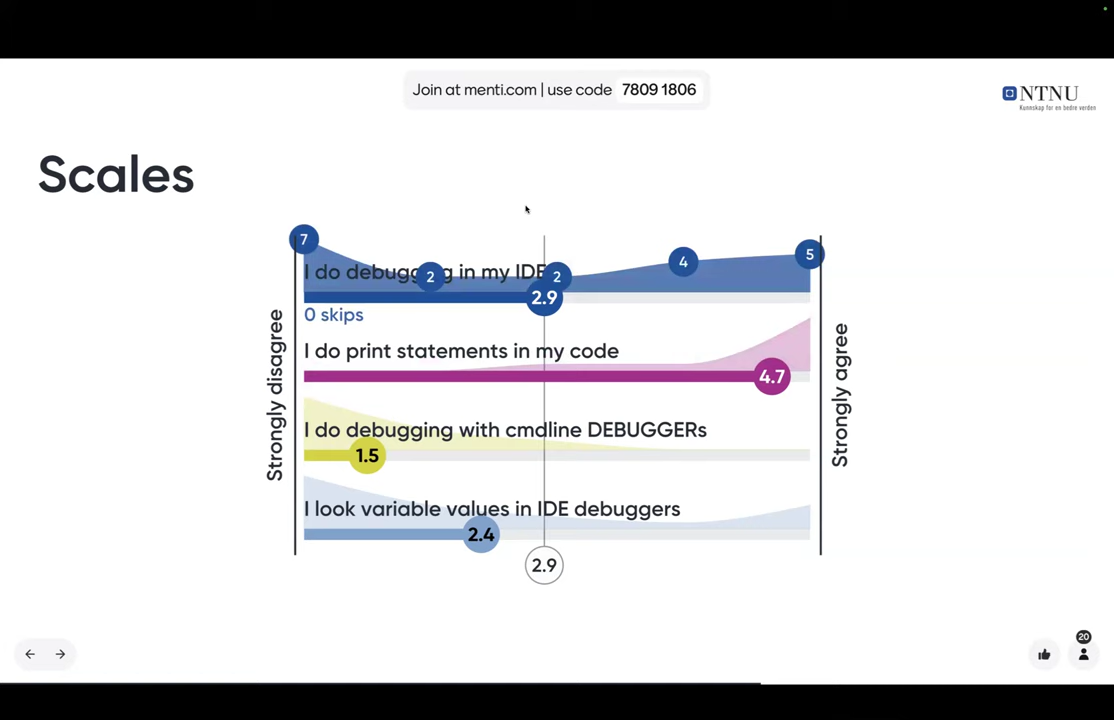 Join at menti.com | use code 7809 1806
NTNU
Kunnskap for en bedre verden
Scales
7
2
2
4
5
I do debugging in my IDE
2.9
0 skips
Strongly disagree
I do print statements in my code
4.7
Strongly agree
I do debugging with cmdline DEBUGGERs
1.5
I look variable values in IDE debuggers
2.4
2.9
20